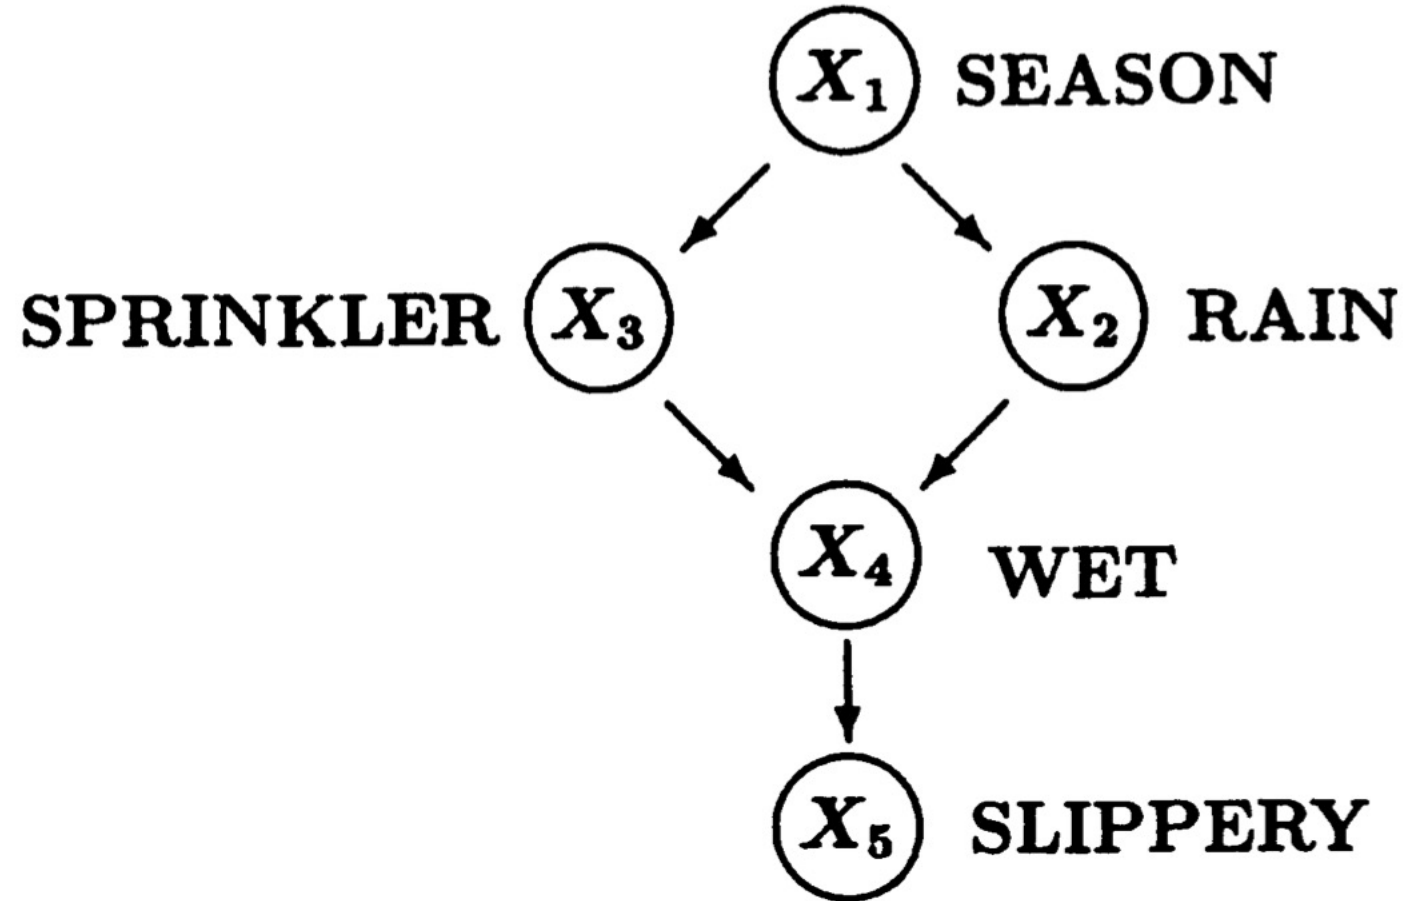 X₁ SEASON
SPRINKLER X₃ X₂ RAIN
X₄ WET
X₅ SLIPPERY